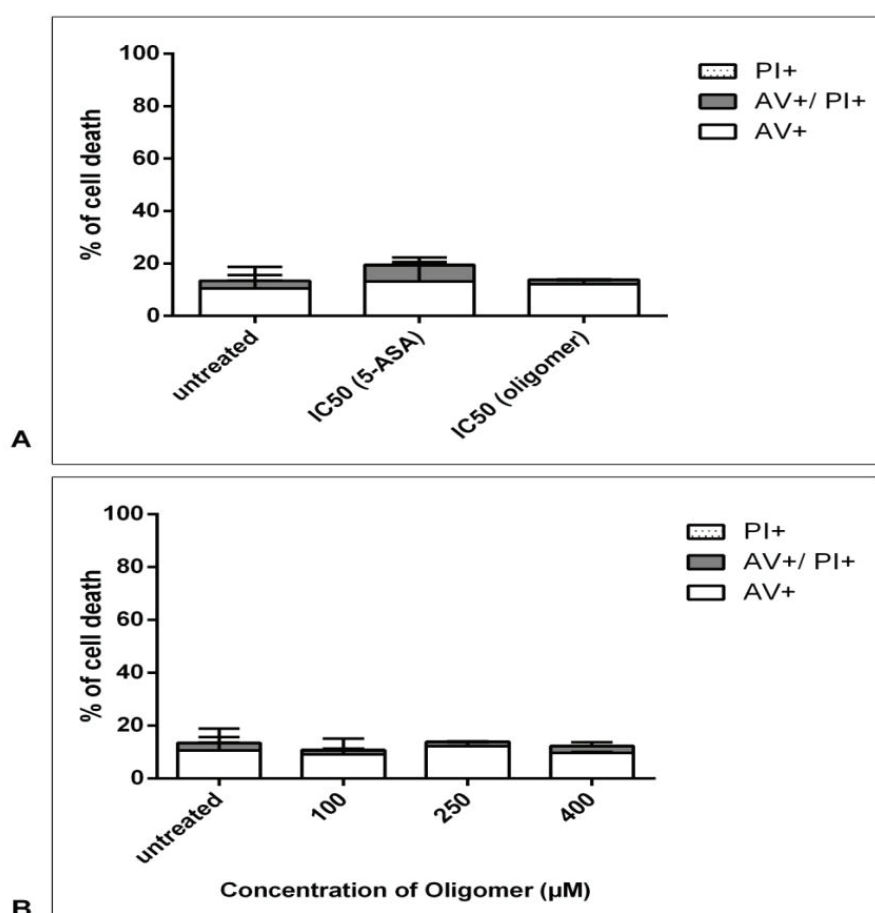 100
80
60
40
20
0
% of cell death
PI+
AV+/ PI+
AV+
untreated
IC50 (5-ASA)
IC50 (oligomer)
A
100
80
60
40
20
0
% of cell death
PI+
AV+/ PI+
AV+
untreated
100
250
400
Concentration of Oligomer (µM)
B